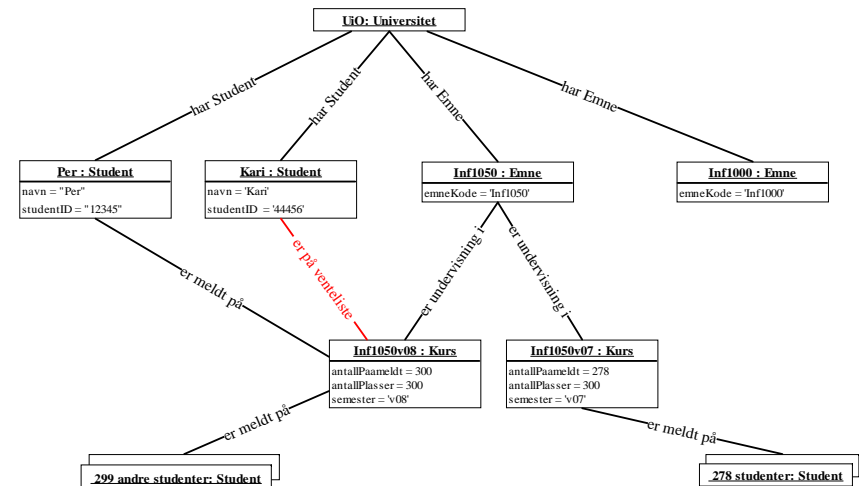 UiO: Universitet
har Student
har Student
har Emne
har Emne
Per : Student
navn = "Per"
studentID = "12345"
Kari : Student
navn = 'Kari'
studentID = '44456'
Inf1050 : Emne
emneKode = 'Inf1050'
Inf1000 : Emne
emneKode = 'Inf1000'
er meldt på
er på venteliste
er undervisning i
er undervisning i
Inf1050v08 : Kurs
antallPaameldt = 300
antallPlasser = 300
semester = 'v08'
Inf1050v07 : Kurs
antallPaameldt = 278
antallPlasser = 300
semester = 'v07'
er meldt på
er meldt på
299 andre studenter: Student
278 studenter: Student